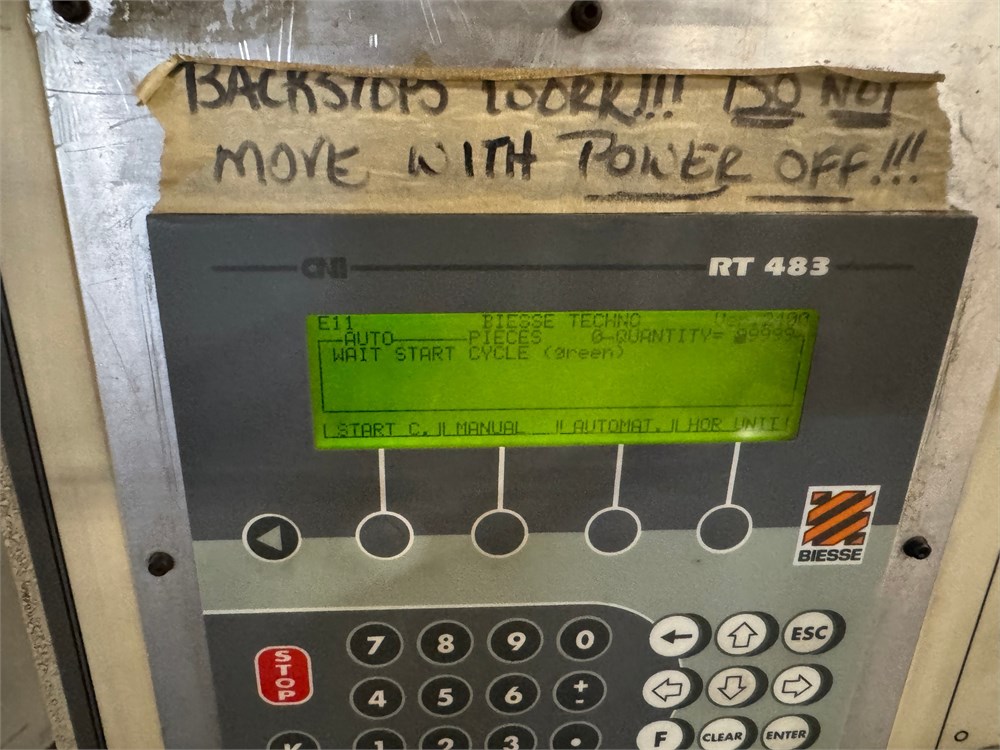 BACKSTOPS WORK!!! DO NOT
MOVE WITH POWER OFF!!!
CNI
RT 483
E11 BIESSE TECHNO
AUTO PIECES 0-QUANTITY= 99999
WAIT START CYCLE (green)
START C. MANUAL AUTOMAT. HOR UNIT
BIESSE
STOP
7 8 9 0
← ⇧ ESC
4 5 6 + -
⇦ ⇩ ⇨
K 1 2 3 .
F CLEAR ENTER